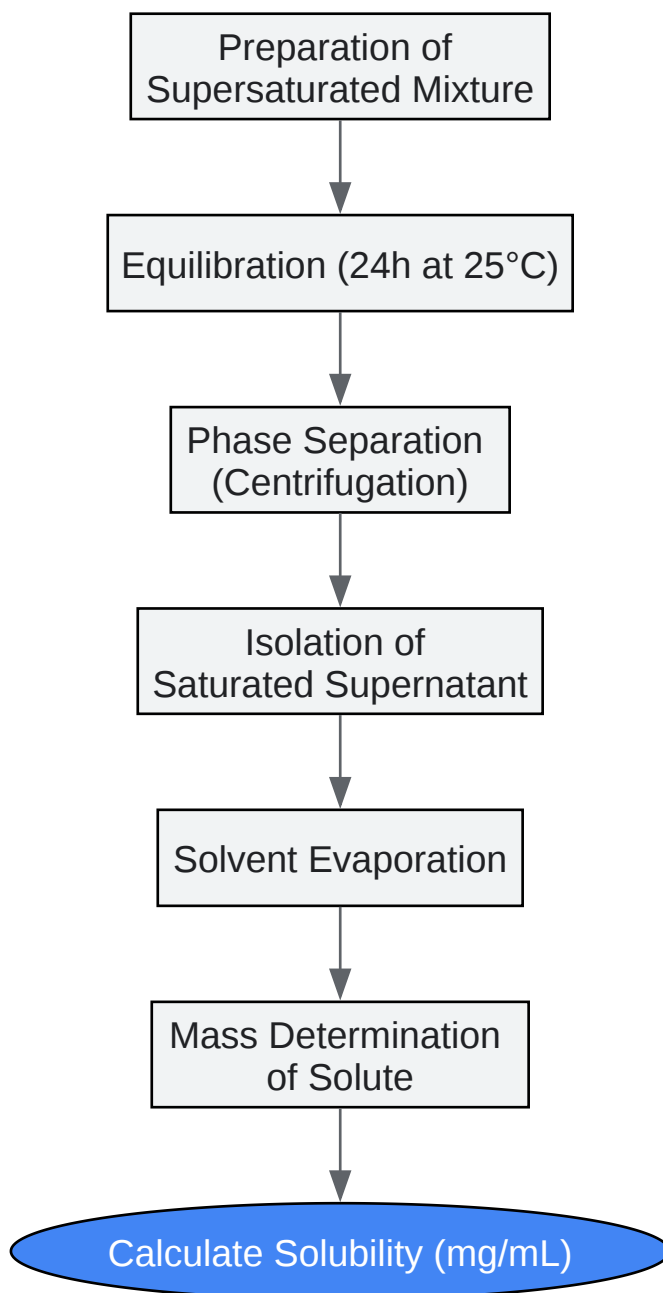 Preparation of
Supersaturated Mixture
Equilibration (24h at 25°C)
Phase Separation
(Centrifugation)
Isolation of
Saturated Supernatant
Solvent Evaporation
Mass Determination
of Solute
Calculate Solubility (mg/mL)